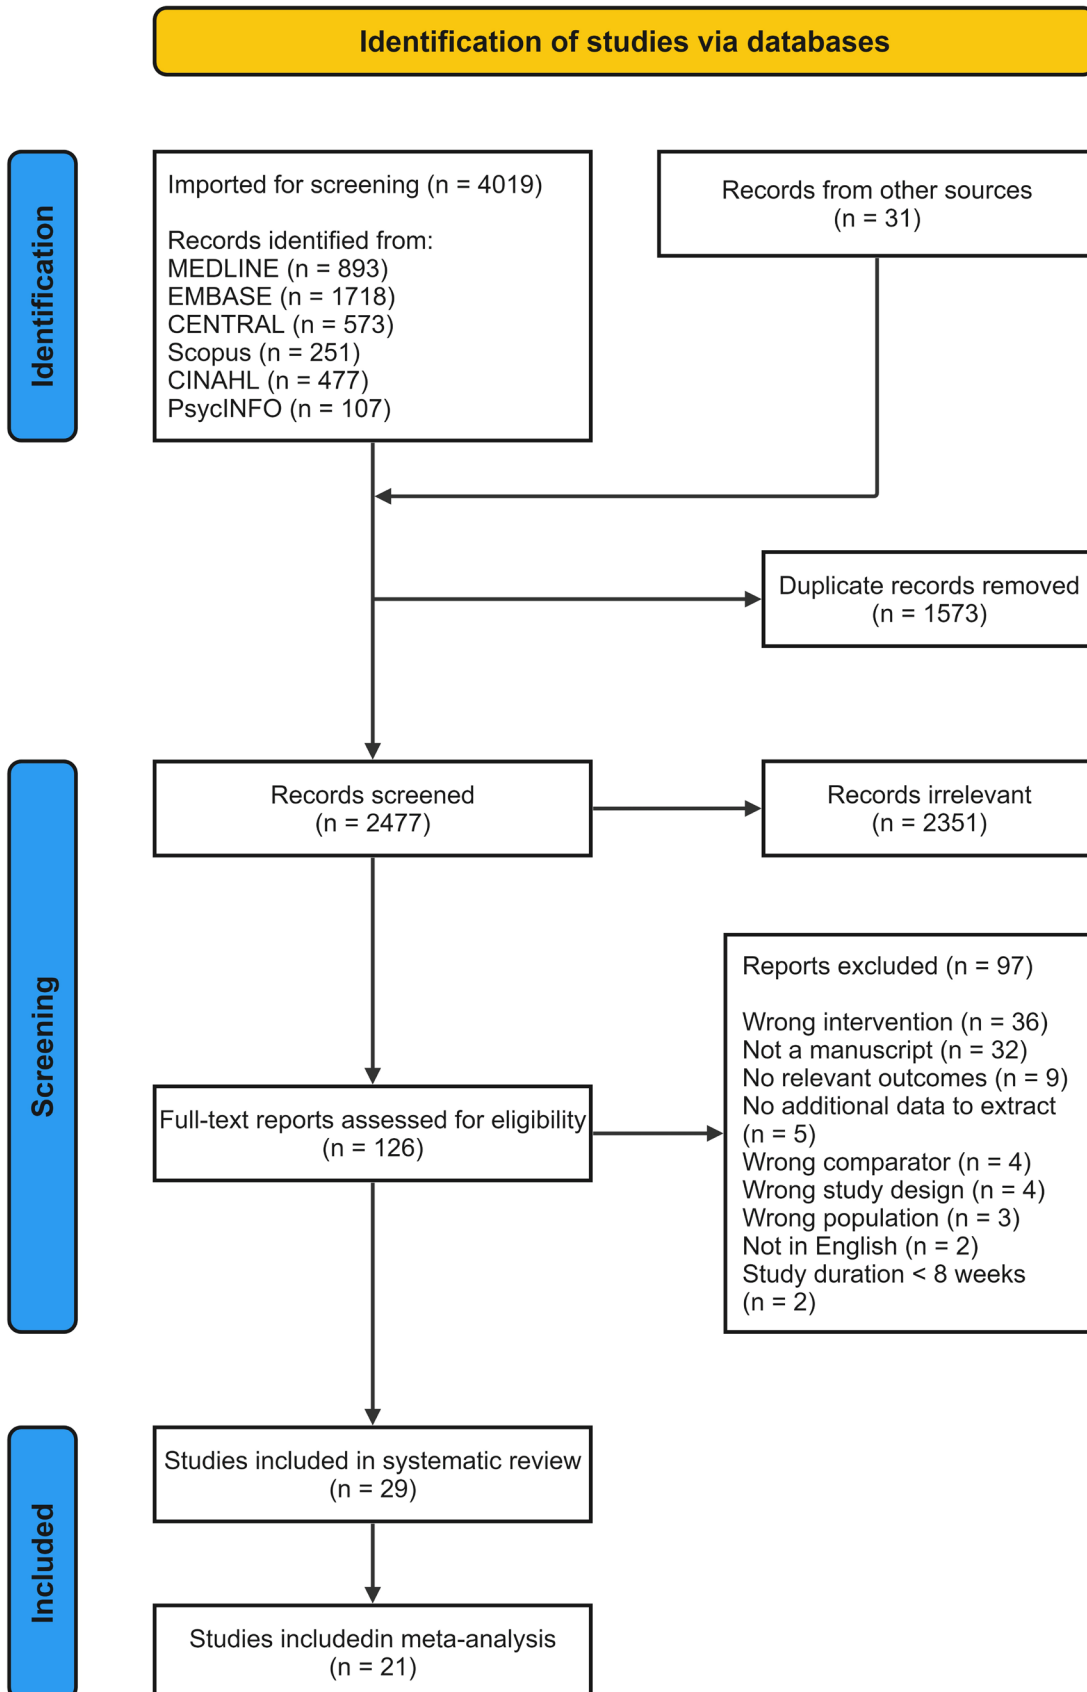 Identification of studies via databases
Identification
Imported for screening (n = 4019)
Records identified from:
MEDLINE (n = 893)
EMBASE (n = 1718)
CENTRAL (n = 573)
Scopus (n = 251)
CINAHL (n = 477)
PsycINFO (n = 107)
Records from other sources
(n = 31)
Duplicate records removed
(n = 1573)
Screening
Records screened
(n = 2477)
Records irrelevant
(n = 2351)
Full-text reports assessed for eligibility
(n = 126)
Reports excluded (n = 97)
Wrong intervention (n = 36)
Not a manuscript (n = 32)
No relevant outcomes (n = 9)
No additional data to extract
(n = 5)
Wrong comparator (n = 4)
Wrong study design (n = 4)
Wrong population (n = 3)
Not in English (n = 2)
Study duration < 8 weeks
(n = 2)
Included
Studies included in systematic review
(n = 29)
Studies includedin meta-analysis
(n = 21)